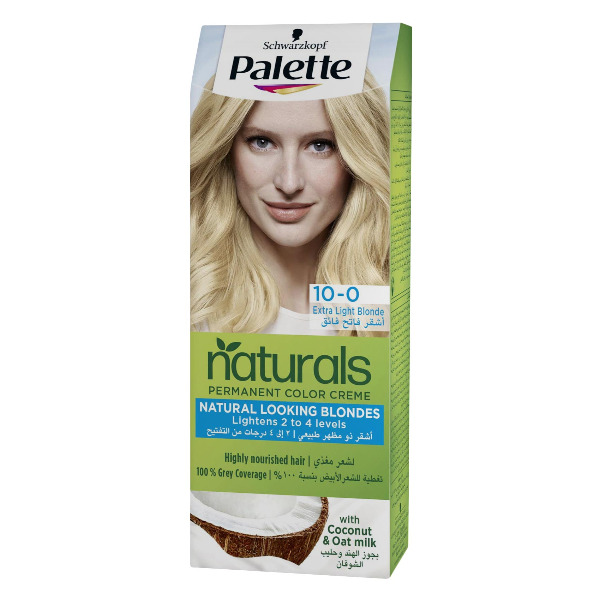 Schwarzkopf
Palette
10-0
Extra Light Blonde
أشقر فاتح فائق
naturals
PERMANENT COLOR CREME
NATURAL LOOKING BLONDES
Lightens 2 to 4 levels
أشقر ذو مظهر طبيعي | ٢ إلى ٤ درجات من التفتيح
Highly nourished hair | لشعر مغذي
100% Grey Coverage | تغطية للشعر الأبيض بنسبة ١٠٠%
with
Coconut
& Oat milk
بجوز الهند وحليب
الشوفان